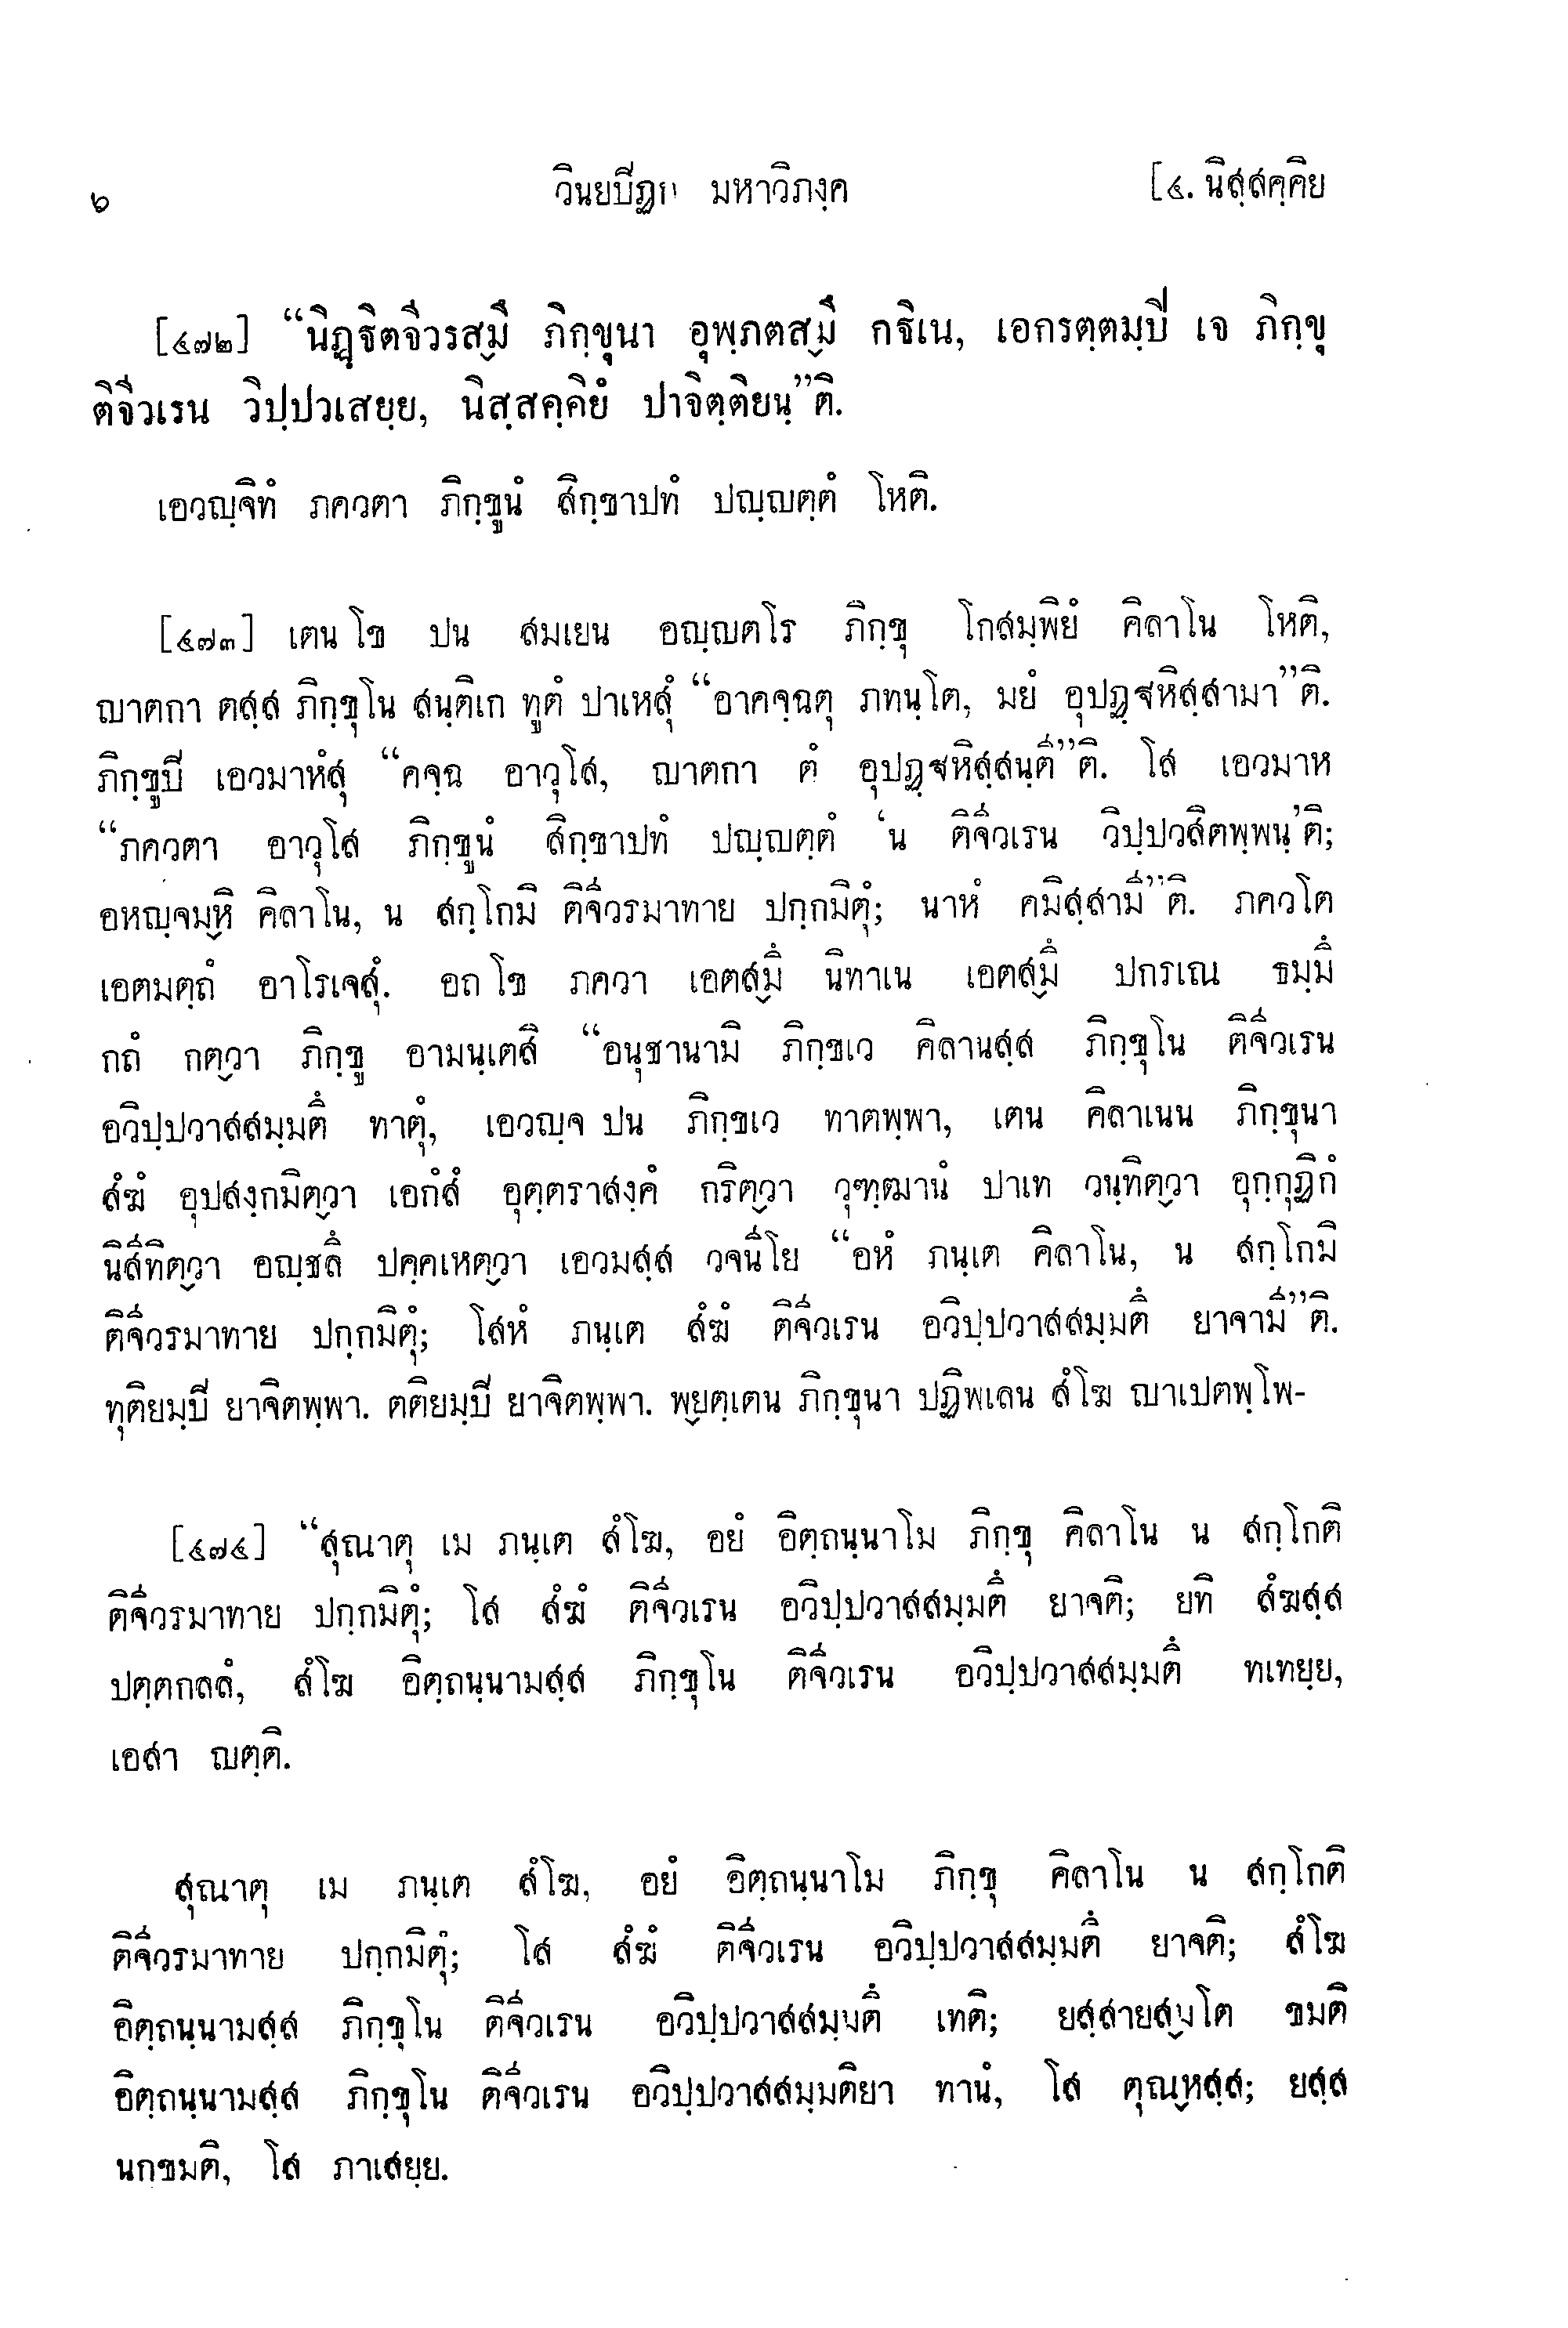 ๖ วินยปิฏเก มหาวิภงฺค [๔. นิสฺสคฺคิย
[๔๗๒] “นิฏฺฐิตจีวรสฺมึ ภิกฺขุนา อุพฺภตสฺมึ กฐิเน, เอกรตฺตมฺปิ เจ ภิกฺขุ
ติจีวเรน วิปฺปวเสยฺย, นิสฺสคฺคิยํ ปาจิตฺติยนฺ”ติ.
เอวญฺจิทํ ภควตา ภิกฺขูนํ สิกฺขาปทํ ปญฺญตฺตํ โหติ.
[๔๗๓] เตน โข ปน สมเยน อญฺญตโร ภิกฺขุ โกสมฺพิยํ คิลาโน โหติ,
ญาตกา ตสฺส ภิกฺขุโน สนฺติเก ทูตํ ปาเหสุํ “อาคจฺฉตุ ภทนฺโต, มยํ อุปฏฺฐหิสฺสามา”ติ.
ภิกฺขูปิ เอวมาหํสุ “คจฺฉ อาวุโส, ญาตกา ตํ อุปฏฺฐหิสฺสนฺตี”ติ. โส เอวมาห
“ภควตา อาวุโส ภิกฺขูนํ สิกฺขาปทํ ปญฺญตฺตํ ‘น ติจีวเรน วิปฺปวสิตพฺพนฺ’ติ;
อหญฺจมฺหิ คิลาโน, น สกฺโกมิ ติจีวรมาทาย ปกฺกมิตุํ; นาหํ คมิสฺสามี”ติ. ภควโต
เอตมตฺถํ อาโรเจสุํ. อถ โข ภควา เอตสฺมึ นิทาเน เอตสฺมึ ปกรเณ ธมฺมึ
กถํ กตฺวา ภิกฺขู อามนฺเตสิ “อนุชานามิ ภิกฺขเว คิลานสฺส ภิกฺขุโน ติจีวเรน
อวิปฺปวาสสมฺมตึ ทาตุํ, เอวญฺจ ปน ภิกฺขเว ทาตพฺพา, เตน คิลาเนน ภิกฺขุนา
สํฆํ อุปสงฺกมิตฺวา เอกํสํ อุตฺตราสงฺคํ กริตฺวา วุฑฺฒานํ ปาเท วนฺทิตฺวา อุกฺกุฏิกํ
นิสีทิตฺวา อญฺชลึ ปคฺคเหตฺวา เอวมสฺส วจนีโย “อหํ ภนฺเต คิลาโน, น สกฺโกมิ
ติจีวรมาทาย ปกฺกมิตุํ; โสหํ ภนฺเต สํฆํ ติจีวเรน อวิปฺปวาสสมฺมตึ ยาจามี”ติ.
ทุติยมฺปิ ยาจิตพฺพา. ตติยมฺปิ ยาจิตพฺพา. พฺยตฺเตน ภิกฺขุนา ปฏิพเลน สํโฆ ญาเปตพฺโพ-
[๔๗๔] “สุณาตุ เม ภนฺเต สํโฆ, อยํ อิตฺถนฺนาโม ภิกฺขุ คิลาโน น สกฺโกติ
ติจีวรมาทาย ปกฺกมิตุํ; โส สํฆํ ติจีวเรน อวิปฺปวาสสมฺมตึ ยาจติ; ยทิ สํฆสฺส
ปตฺตกลฺลํ, สํโฆ อิตฺถนฺนามสฺส ภิกฺขุโน ติจีวเรน อวิปฺปวาสสมฺมตึ ทเทยฺย,
เอสา ญตฺติ.
สุณาตุ เม ภนฺเต สํโฆ, อยํ อิตฺถนฺนาโม ภิกฺขุ คิลาโน น สกฺโกติ
ติจีวรมาทาย ปกฺกมิตุํ; โส สํฆํ ติจีวเรน อวิปฺปวาสสมฺมตึ ยาจติ; สํโฆ
อิตฺถนฺนามสฺส ภิกฺขุโน ติจีวเรน อวิปฺปวาสสมฺมตึ เทติ; ยสฺสายสฺมโต ขมติ
อิตฺถนฺนามสฺส ภิกฺขุโน ติจีวเรน อวิปฺปวาสสมฺมติยา ทานํ, โส ตุณฺหสฺส; ยสฺส
นกฺขมติ, โส ภาเสยฺย.